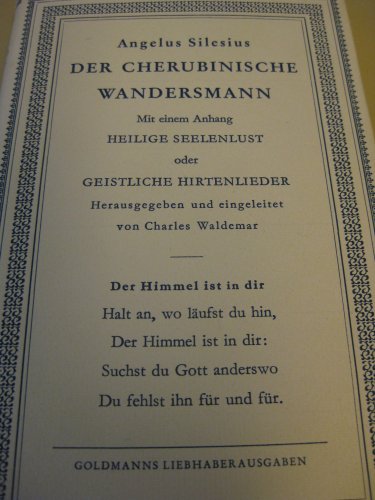 Angelus Silesius
DER CHERUBINISCHE
WANDERSMANN
Mit einem Anhang
HEILIGE SEELENLUST
oder
GEISTLICHE HIRTENLIEDER
Herausgegeben und eingeleitet
von Charles Waldemar
Der Himmel ist in dir
Halt an, wo läufst du hin,
Der Himmel ist in dir:
Suchst du Gott anderswo
Du fehlst ihn für und für.
GOLDMANNS LIEBHABERAUSGABEN